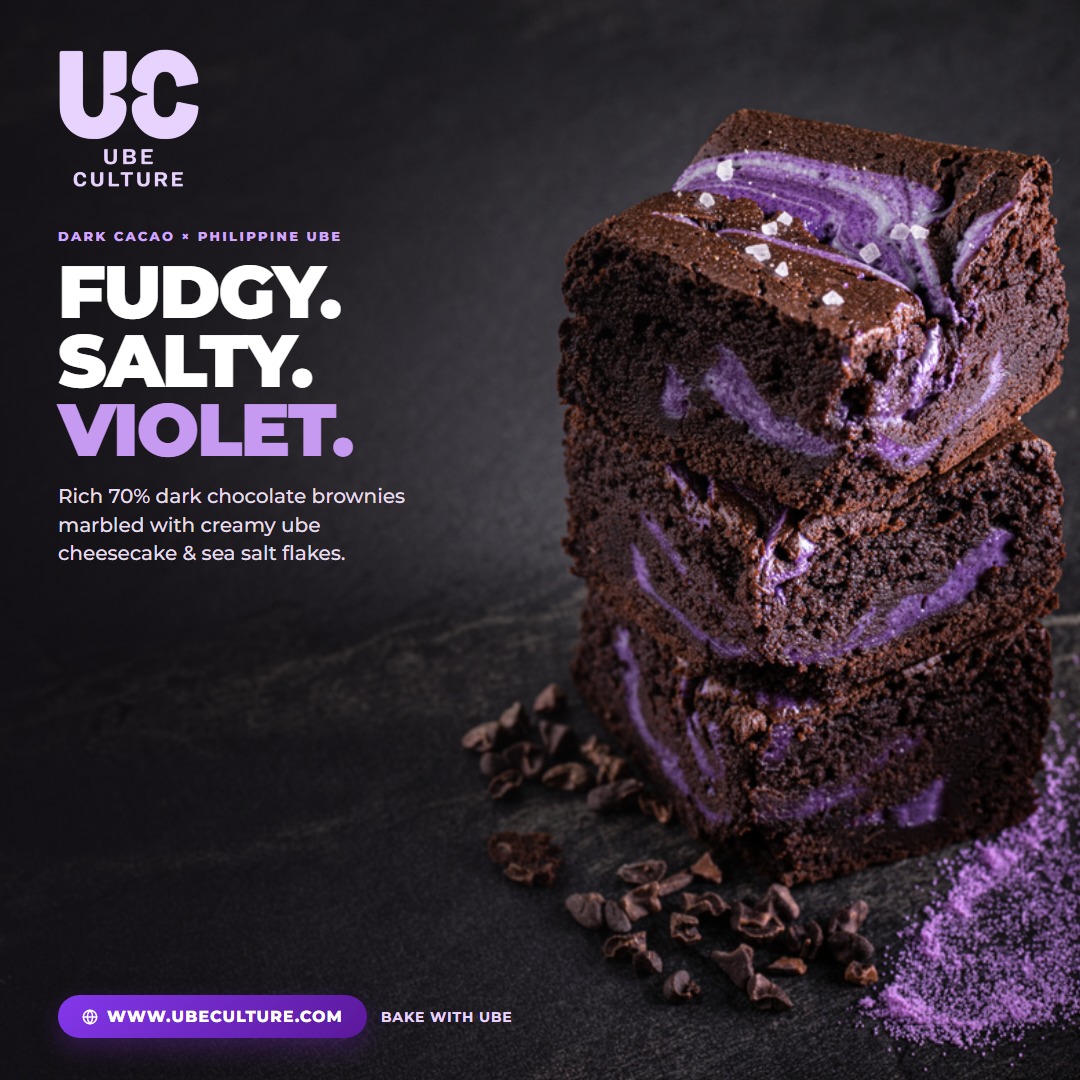 UC
UBE
CULTURE
DARK CACAO × PHILIPPINE UBE
FUDGY.
SALTY.
VIOLET.
Rich 70% dark chocolate brownies
marbled with creamy ube
cheesecake & sea salt flakes.
WWW.UBECULTURE.COM BAKE WITH UBE